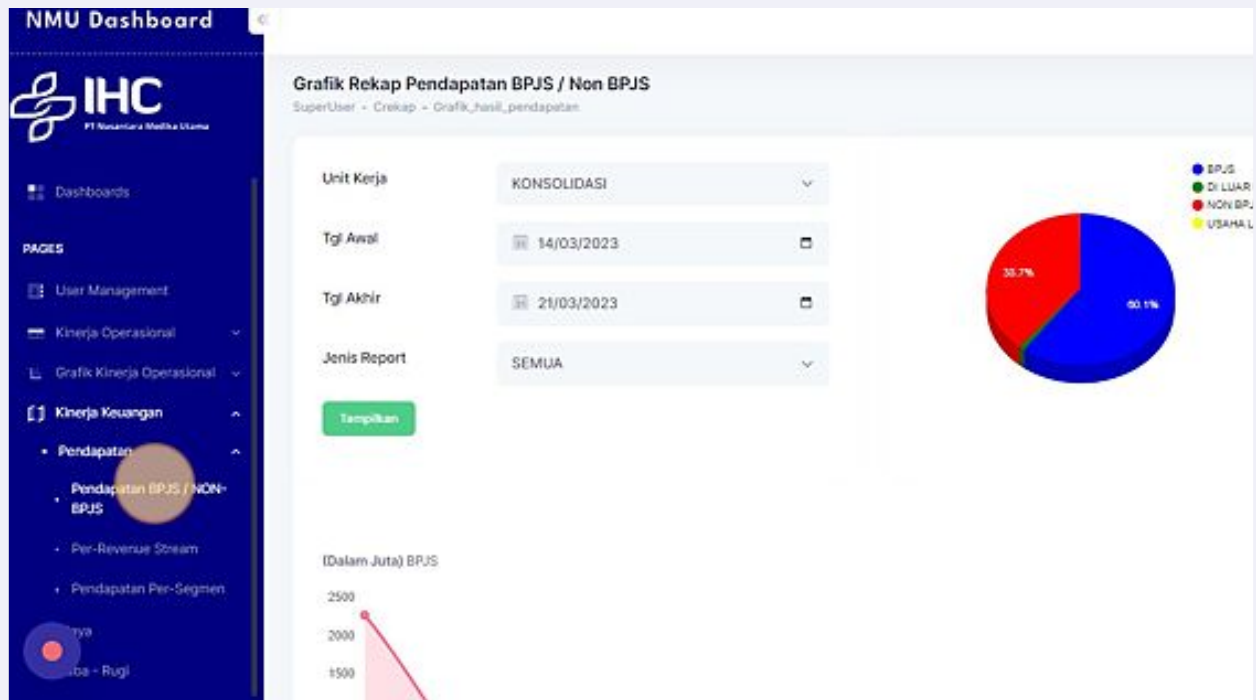 NMU Dashboard
IHC
PT Nusantara Medika Utama
Dashboards
PAGES
User Management
Kinerja Operasional
Grafik Kinerja Operasional
Kinerja Keuangan
Pendapatan
Pendapatan BPJS / NON-
BPJS
Per-Revenue Stream
Pendapatan Per-Segmen
- Rugi
Grafik Rekap Pendapatan BPJS / Non BPJS
SuperUser - Crekap - Grafik_hasil_pendapatan
Unit Kerja
KONSOLIDASI
Tgl Awal
14/03/2023
Tgl Akhir
21/03/2023
Jenis Report
SEMUA
Tampilkan
BPJS
DI LUAR
NON BPJ
USAHA L
60.1%
(Dalam Juta) BPJS
2500
2000
1500